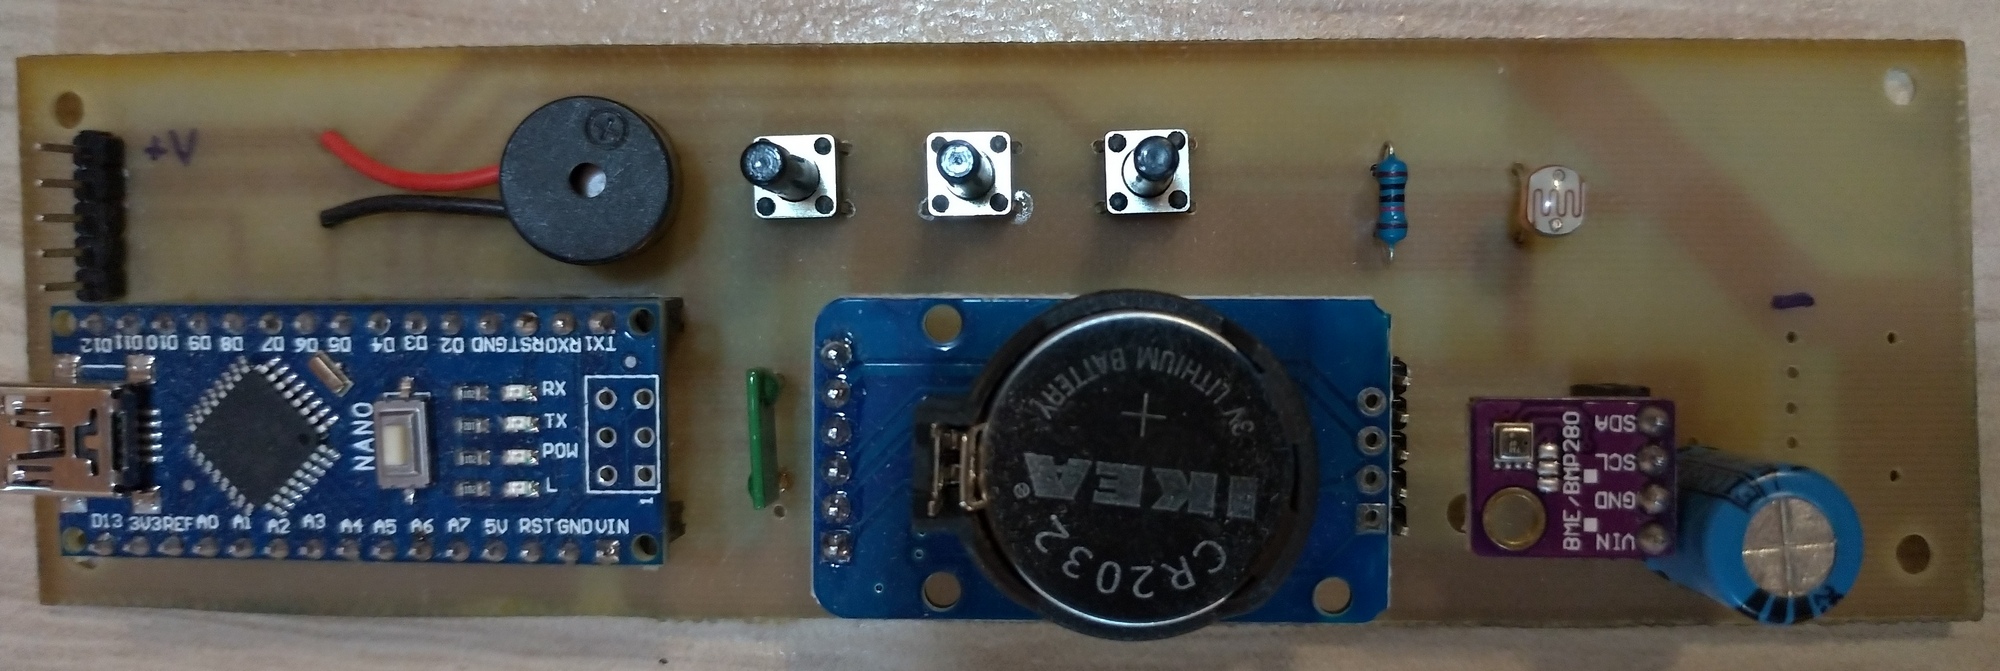 +V
D12 D11 D10 D9 D8 D7 D6 D5 D4 D3 D2 GND RST RX0 TX1
RX
TX
POW
L
NANO
1
D13 3V3 REF A0 A1 A2 A3 A4 A5 A6 A7 5V RST GND VIN
3V LITHIUM BATTERY
+
IKEA®
CR2032
BME/BMP280
SDA
SCL
GND
VIN